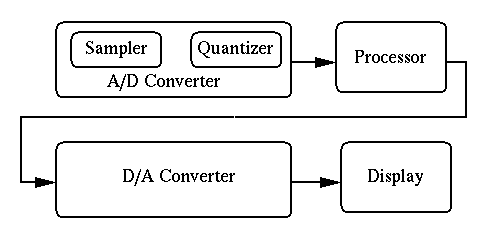 Sampler
Quantizer
A/D Converter
Processor
D/A Converter
Display